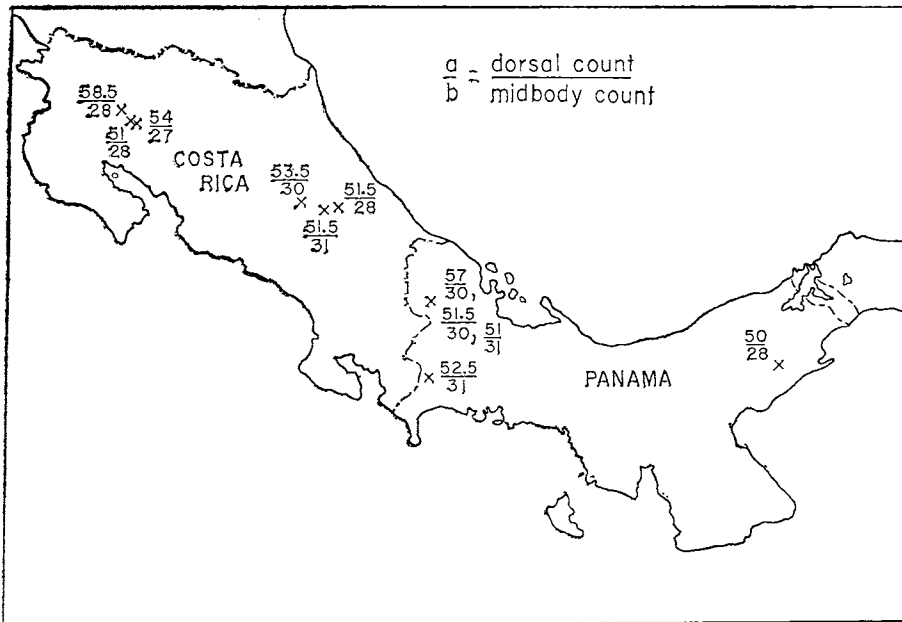 a/b = dorsal count/midbody count
58.5/28
54/27
51/28
COSTA
RICA
53.5/30
51.5/28
51.5/31
57/30,
51.5/30, 51/31
52.5/31
50/28
PANAMA